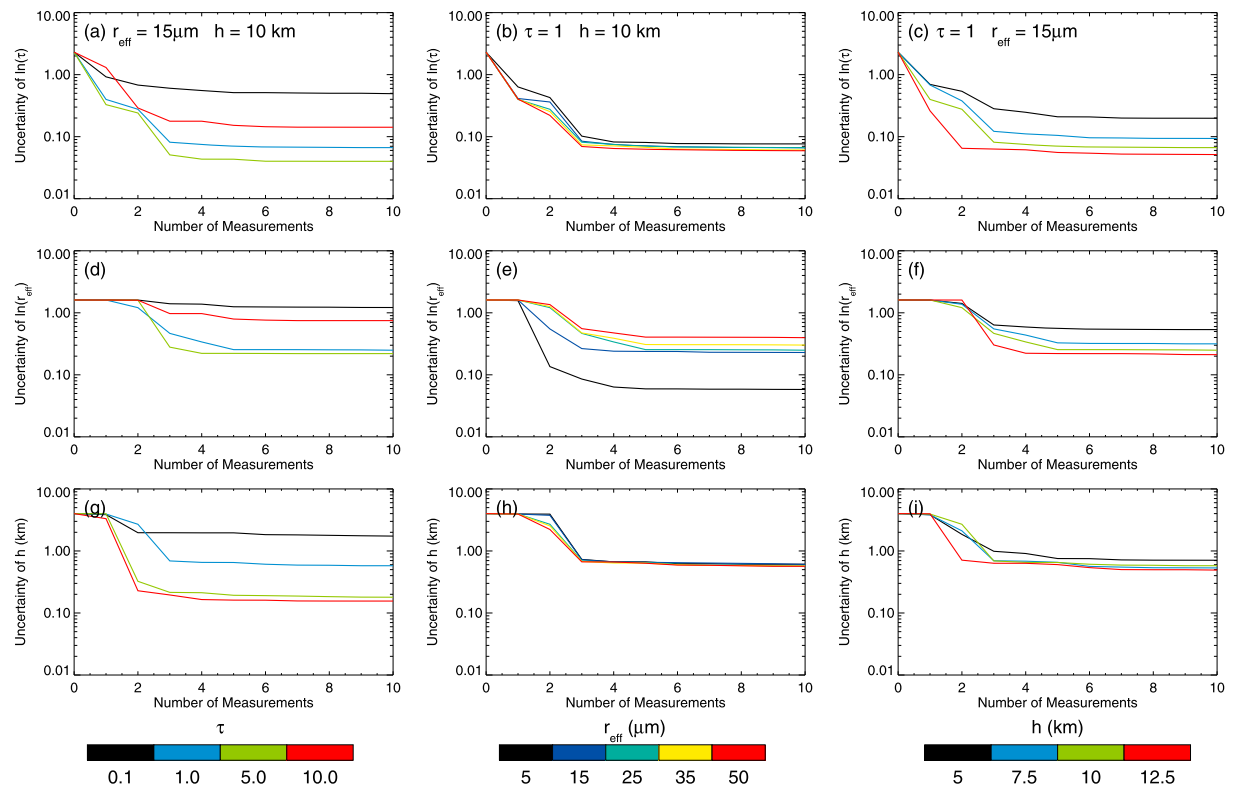 (a) r_eff = 15μm h = 10 km
Uncertainty of ln(τ)
10.00
1.00
0.10
0.01
0 2 4 6 8 10
Number of Measurements
(b) τ = 1 h = 10 km
Uncertainty of ln(τ)
10.00
1.00
0.10
0.01
0 2 4 6 8 10
Number of Measurements
(c) τ = 1 r_eff = 15μm
Uncertainty of ln(τ)
10.00
1.00
0.10
0.01
0 2 4 6 8 10
Number of Measurements
(d)
Uncertainty of ln(r_eff)
10.00
1.00
0.10
0.01
0 2 4 6 8 10
Number of Measurements
(e)
Uncertainty of ln(r_eff)
10.00
1.00
0.10
0.01
0 2 4 6 8 10
Number of Measurements
(f)
Uncertainty of ln(r_eff)
10.00
1.00
0.10
0.01
0 2 4 6 8 10
Number of Measurements
(g)
Uncertainty of h (km)
10.00
1.00
0.10
0.01
0 2 4 6 8 10
Number of Measurements
(h)
Uncertainty of h (km)
10.00
1.00
0.10
0.01
0 2 4 6 8 10
Number of Measurements
(i)
Uncertainty of h (km)
10.00
1.00
0.10
0.01
0 2 4 6 8 10
Number of Measurements
τ
0.1 1.0 5.0 10.0
r_eff (μm)
5 15 25 35 50
h (km)
5 7.5 10 12.5